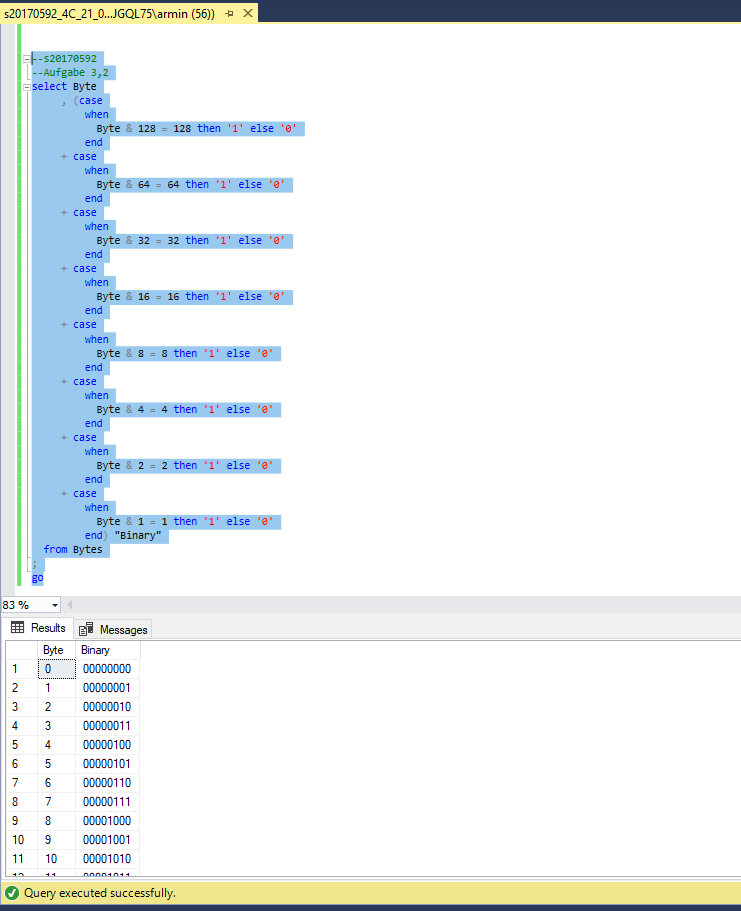 s20170592_4C_21_0...JGQL75\armin (56))
--s20170592
--Aufgabe 3,2
select Byte
, (case
when
Byte & 128 = 128 then '1' else '0'
end
+ case
when
Byte & 64 = 64 then '1' else '0'
end
+ case
when
Byte & 32 = 32 then '1' else '0'
end
+ case
when
Byte & 16 = 16 then '1' else '0'
end
+ case
when
Byte & 8 = 8 then '1' else '0'
end
+ case
when
Byte & 4 = 4 then '1' else '0'
end
+ case
when
Byte & 2 = 2 then '1' else '0'
end
+ case
when
Byte & 1 = 1 then '1' else '0'
end) "Binary"
from Bytes
;
go
83 %
Results Messages
Byte Binary
1 0 00000000
2 1 00000001
3 2 00000010
4 3 00000011
5 4 00000100
6 5 00000101
7 6 00000110
8 7 00000111
9 8 00001000
10 9 00001001
11 10 00001010
12 11 00001011
Query executed successfully.